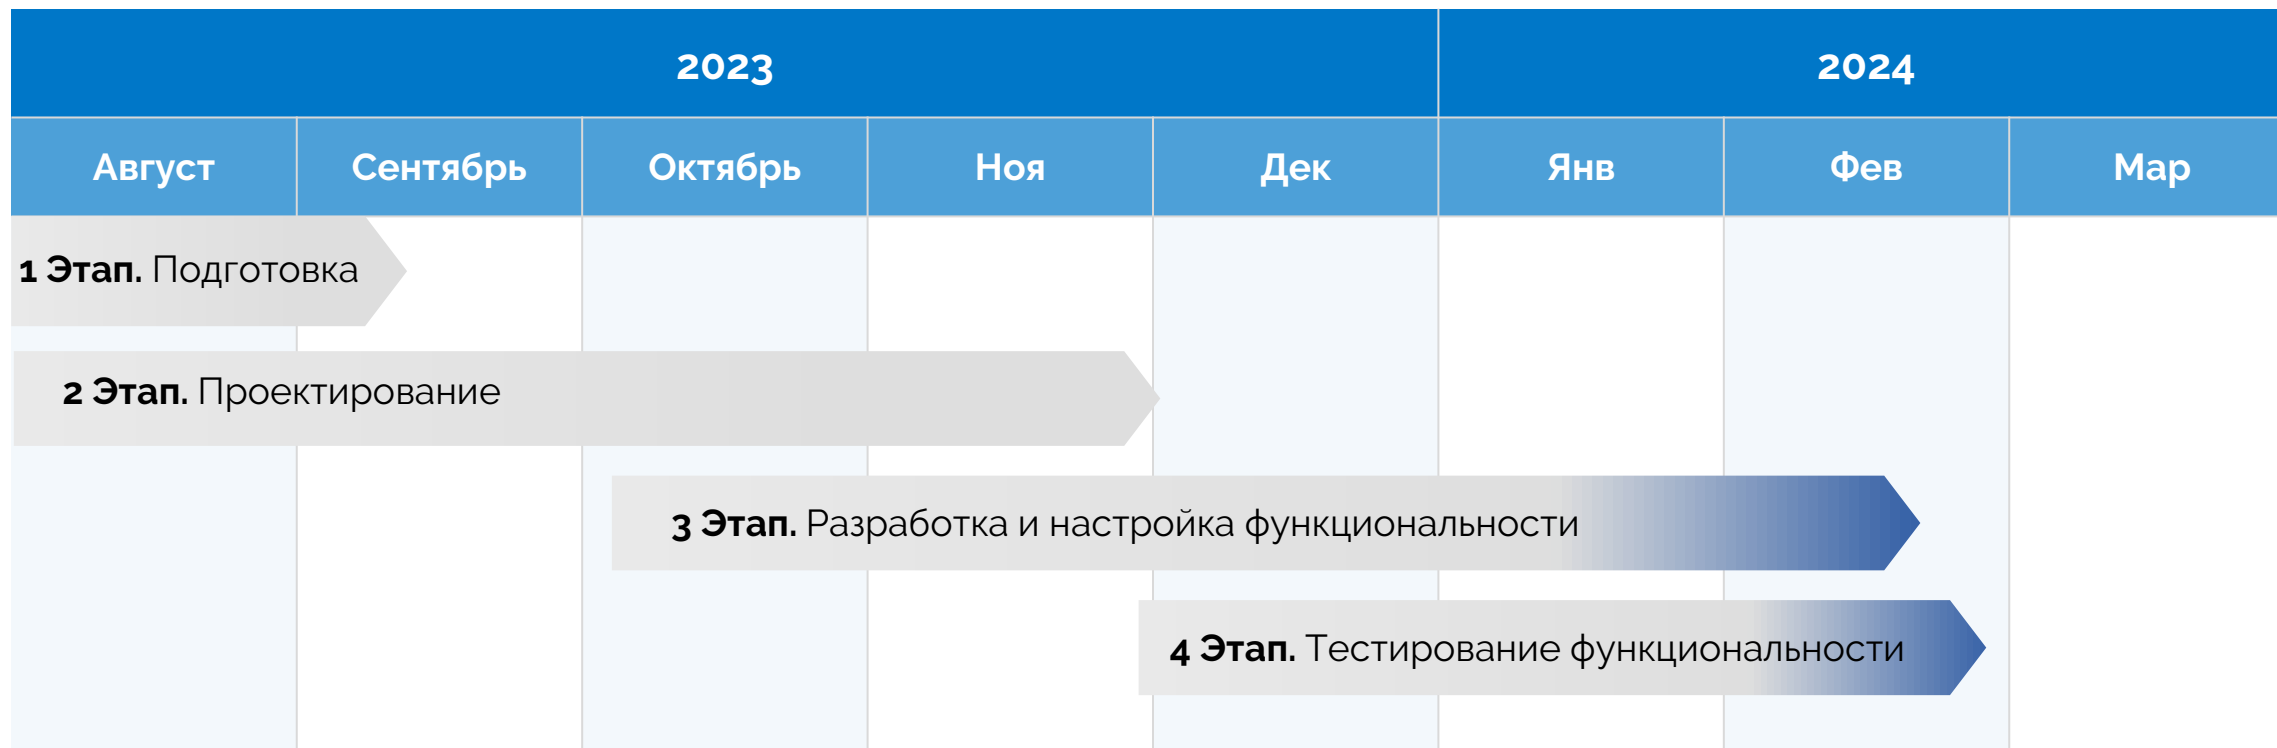 2023 2024
Август Сентябрь Октябрь Ноя Дек Янв Фев Мар
1 Этап. Подготовка
2 Этап. Проектирование
3 Этап. Разработка и настройка функциональности
4 Этап. Тестирование функциональности